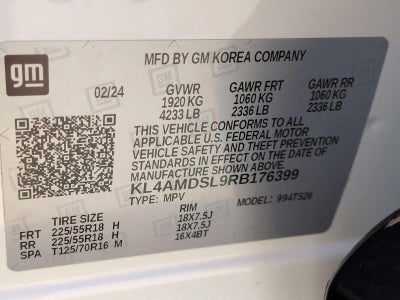 gm
MFD BY GM KOREA COMPANY
02/24 GVWR GAWR FRT GAWR RR
1920 KG 1060 KG 1060 KG
4233 LB 2336 LB 2336 LB
THIS VEHICLE CONFORMS TO ALL
APPLICABLE U.S. FEDERAL MOTOR
VEHICLE SAFETY AND THEFT PREVENTION
STANDARDS IN EFFECT ON THE DATE OF
MANUFACTURE SHOWN ABOVE.
KL4AMDSL9RB176399
TYPE: MPV MODEL: 994TS26
TIRE SIZE RIM
FRT 225/55R18 H 18X7.5J
RR 225/55R18 H 18X7.5J
SPA T125/70R16 M 16X4BT